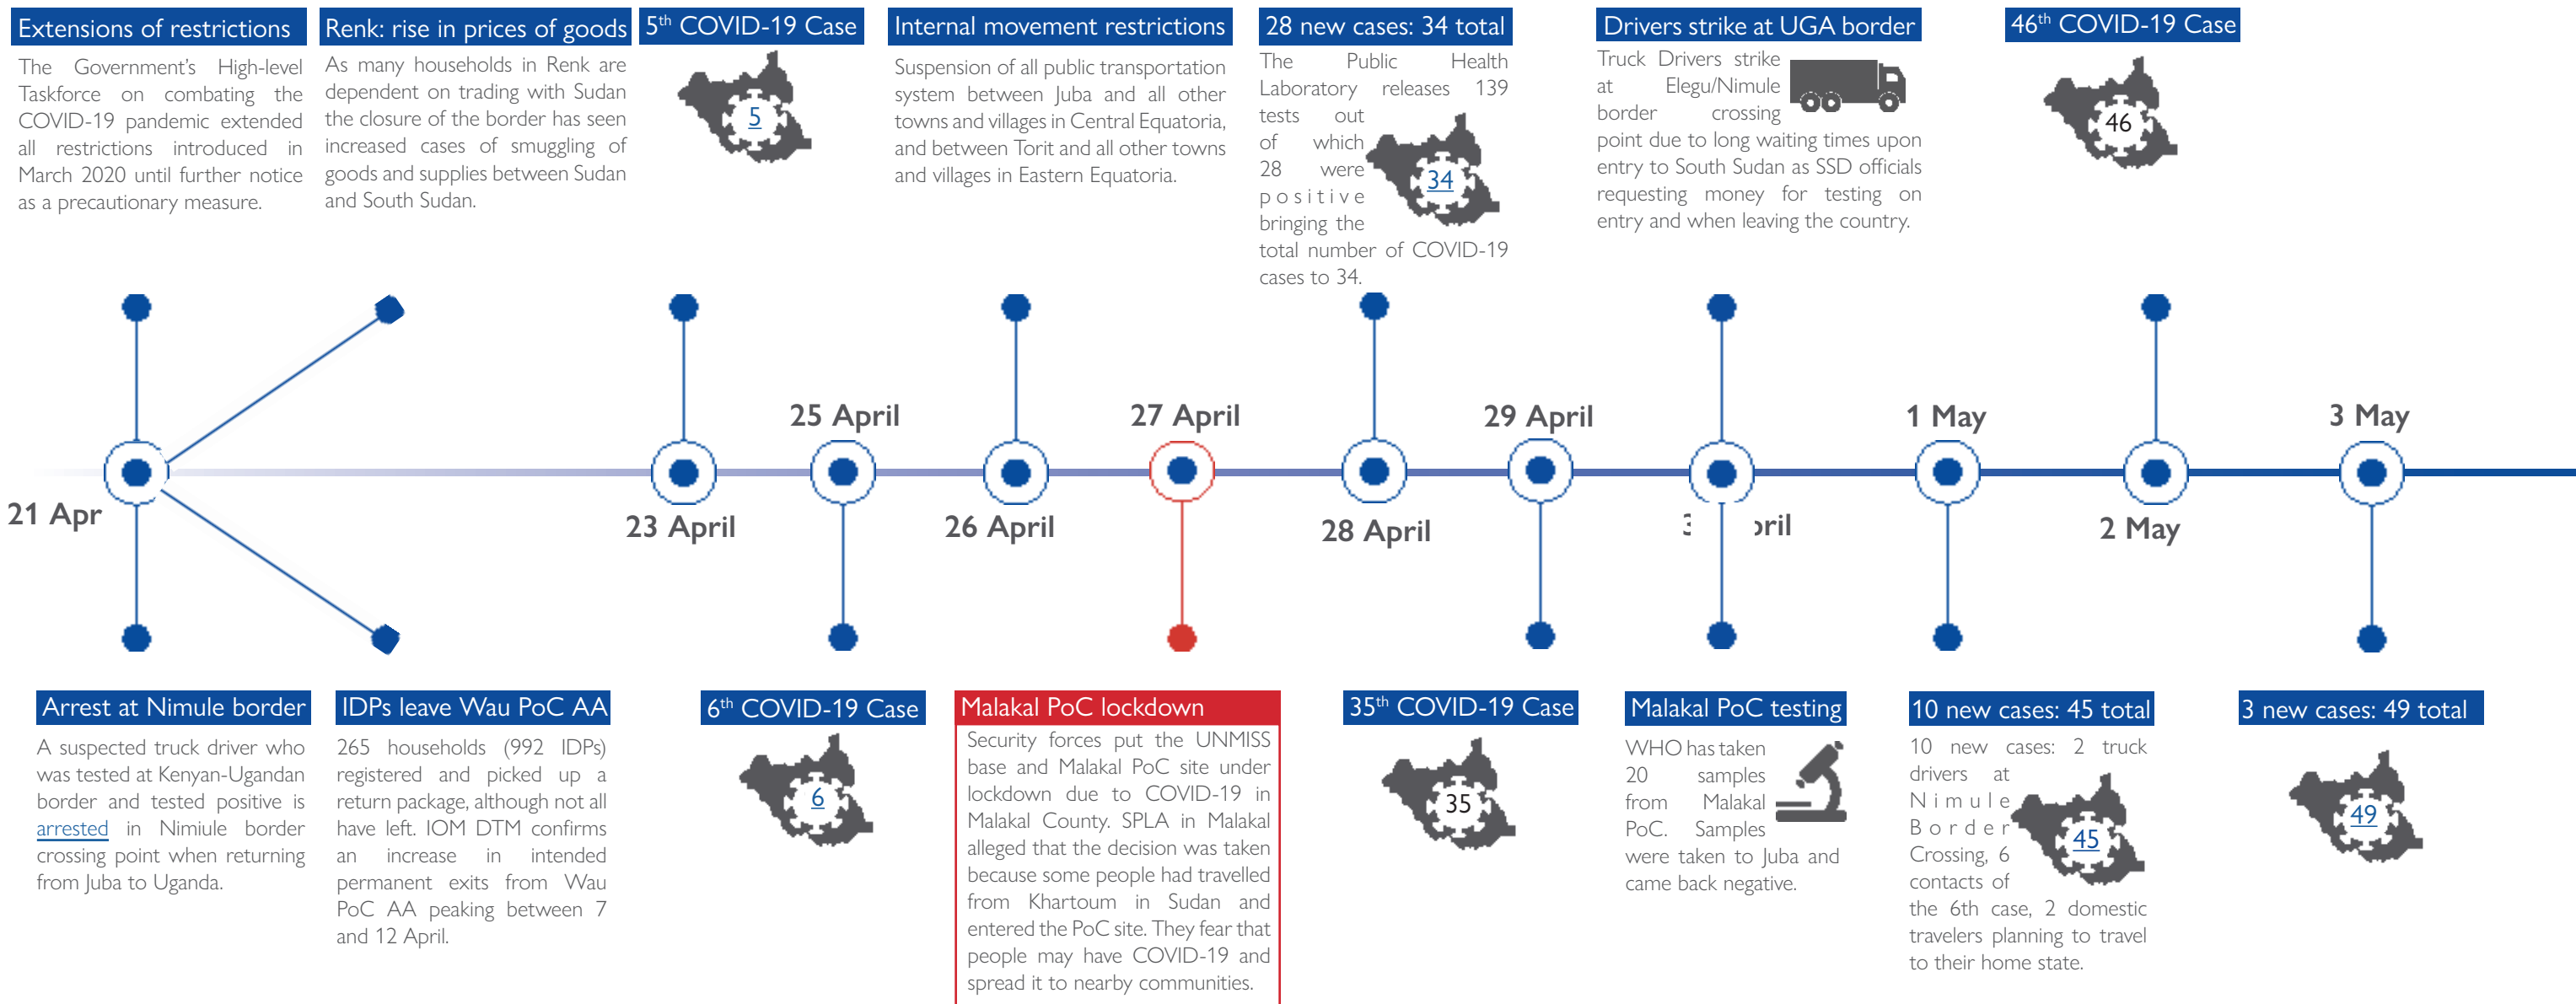 Extensions of restrictions
The Government's High-level
Taskforce on combating the
COVID-19 pandemic extended
all restrictions introduced in
March 2020 until further notice
as a precautionary measure.
Renk: rise in prices of goods
As many households in Renk are
dependent on trading with Sudan
the closure of the border has seen
increased cases of smuggling of
goods and supplies between Sudan
and South Sudan.
5th COVID-19 Case
5
Internal movement restrictions
Suspension of all public transportation
system between Juba and all other
towns and villages in Central Equatoria,
and between Torit and all other towns
and villages in Eastern Equatoria.
28 new cases: 34 total
The Public Health
Laboratory releases 139
tests out
of which
28 were
positive
bringing the
total number of COVID-19
cases to 34.
34
Drivers strike at UGA border
Truck Drivers strike
at Elegu/Nimule
border crossing
point due to long waiting times upon
entry to South Sudan as SSD officials
requesting money for testing on
entry and when leaving the country.
46th COVID-19 Case
46
21 Apr
23 April
25 April
26 April
27 April
28 April
29 April
1 May
2 May
3 May
Arrest at Nimule border
A suspected truck driver who
was tested at Kenyan-Ugandan
border and tested positive is
arrested in Nimiule border
crossing point when returning
from Juba to Uganda.
IDPs leave Wau PoC AA
265 households (992 IDPs)
registered and picked up a
return package, although not all
have left. IOM DTM confirms
an increase in intended
permanent exits from Wau
PoC AA peaking between 7
and 12 April.
6th COVID-19 Case
6
Malakal PoC lockdown
Security forces put the UNMISS
base and Malakal PoC site under
lockdown due to COVID-19 in
Malakal County. SPLA in Malakal
alleged that the decision was taken
because some people had travelled
from Khartoum in Sudan and
entered the PoC site. They fear that
people may have COVID-19 and
spread it to nearby communities.
35th COVID-19 Case
35
Malakal PoC testing
WHO has taken
20 samples
from Malakal
PoC. Samples
were taken to Juba and
came back negative.
10 new cases: 45 total
10 new cases: 2 truck
drivers at
Nimule
Border
Crossing, 6
contacts of
the 6th case, 2 domestic
travelers planning to travel
to their home state.
45
3 new cases: 49 total
49